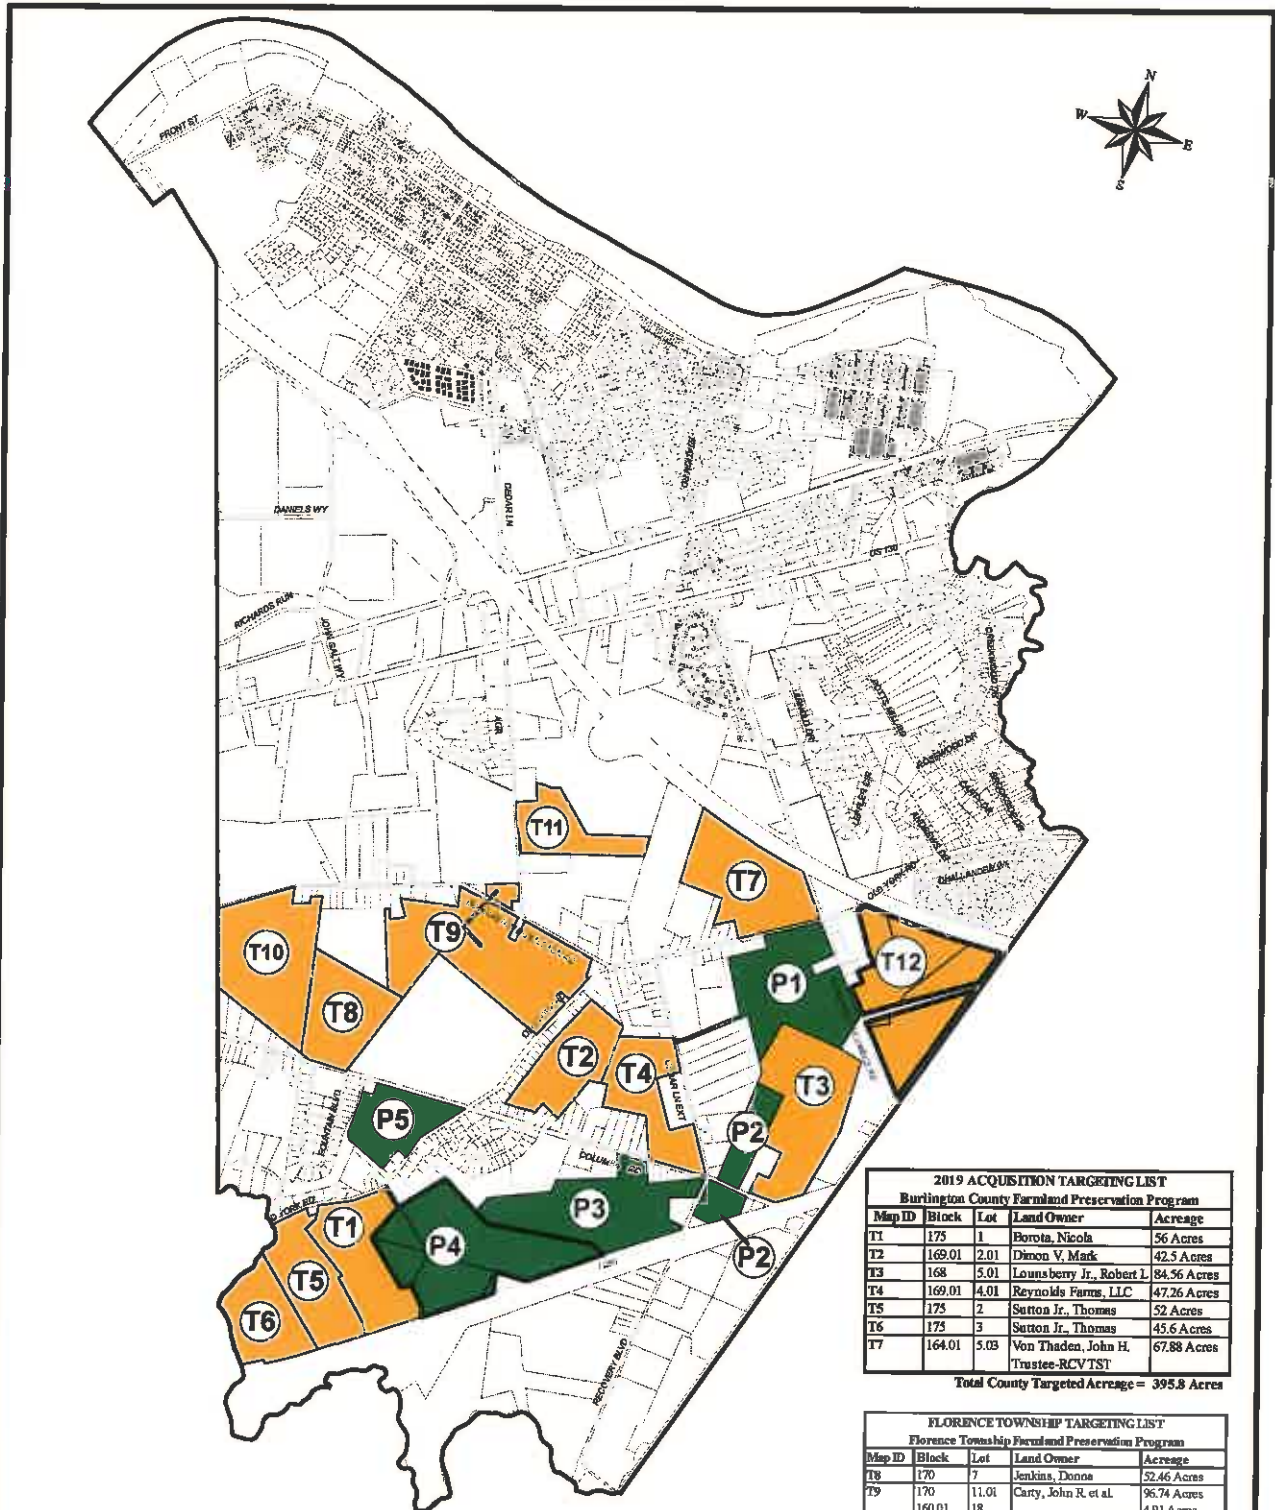 N
W
E
S
FRONT ST
DANIELS WY
CEDAR LN
US 130
RICHARDS RUN
JOHN GALT WY
OLD YORK RD
T11
T7
T10
T9
T12
P1
T8
T2
T4
T3
P5
P2
T1
P3
P4
P2
T5
T6
RECOVERY BLVD
2019 ACQUISITION TARGETING LIST
Burlington County Farmland Preservation Program
Map ID Block Lot Land Owner Acreage
T1 175 1 Borota, Nicola 56 Acres
T2 169.01 2.01 Dimon V, Mark 42.5 Acres
T3 168 5.01 Lounsberry Jr., Robert L 84.56 Acres
T4 169.01 4.01 Reynolds Farms, LLC 47.26 Acres
T5 175 2 Sutton Jr., Thomas 52 Acres
T6 175 3 Sutton Jr., Thomas 45.6 Acres
T7 164.01 5.03 Von Thaden, John H. 67.88 Acres
Trustee-RCVTST
Total County Targeted Acreage = 395.8 Acres
FLORENCE TOWNSHIP TARGETING LIST
Florence Township Farmland Preservation Program
Map ID Block Lot Land Owner Acreage
T8 170 7 Jenkins, Donna 52.46 Acres
T9 170 11.01 Carty, John R. et al. 96.74 Acres
160.01 18 4.91 Acres